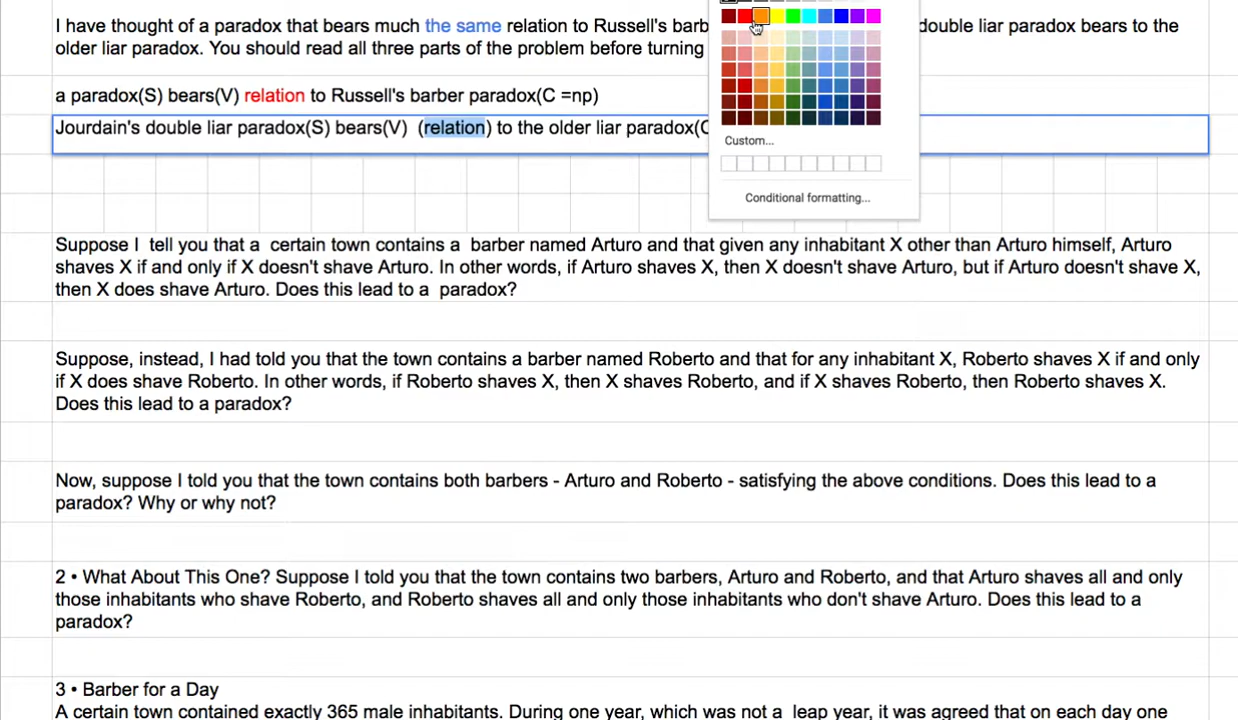 I have thought of a paradox that bears much the same relation to Russell's barb double liar paradox bears to the
older liar paradox. You should read all three parts of the problem before turning
a paradox(S) bears(V) relation to Russell's barber paradox(C =np)
Jourdain's double liar paradox(S) bears(V) (relation) to the older liar paradox(C
Custom...
Conditional formatting...
Suppose I tell you that a certain town contains a barber named Arturo and that given any inhabitant X other than Arturo himself, Arturo
shaves X if and only if X doesn't shave Arturo. In other words, if Arturo shaves X, then X doesn't shave Arturo, but if Arturo doesn't shave X,
then X does shave Arturo. Does this lead to a paradox?
Suppose, instead, I had told you that the town contains a barber named Roberto and that for any inhabitant X, Roberto shaves X if and only
if X does shave Roberto. In other words, if Roberto shaves X, then X shaves Roberto, and if X shaves Roberto, then Roberto shaves X.
Does this lead to a paradox?
Now, suppose I told you that the town contains both barbers - Arturo and Roberto - satisfying the above conditions. Does this lead to a
paradox? Why or why not?
2 • What About This One? Suppose I told you that the town contains two barbers, Arturo and Roberto, and that Arturo shaves all and only
those inhabitants who shave Roberto, and Roberto shaves all and only those inhabitants who don't shave Arturo. Does this lead to a
paradox?
3 • Barber for a Day
A certain town contained exactly 365 male inhabitants. During one year, which was not a leap year, it was agreed that on each day one